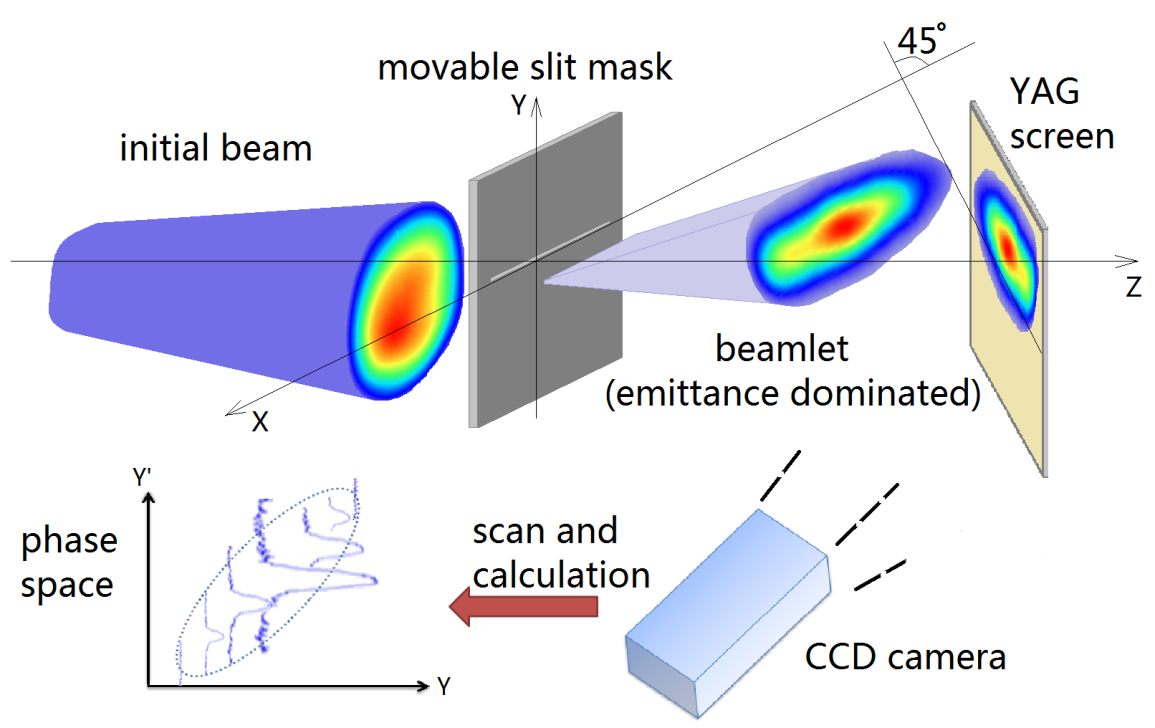 45°
movable slit mask
Y
YAG
screen
initial beam
Z
beamlet
(emittance dominated)
X
Y'
phase
space
scan and
calculation
CCD camera
Y